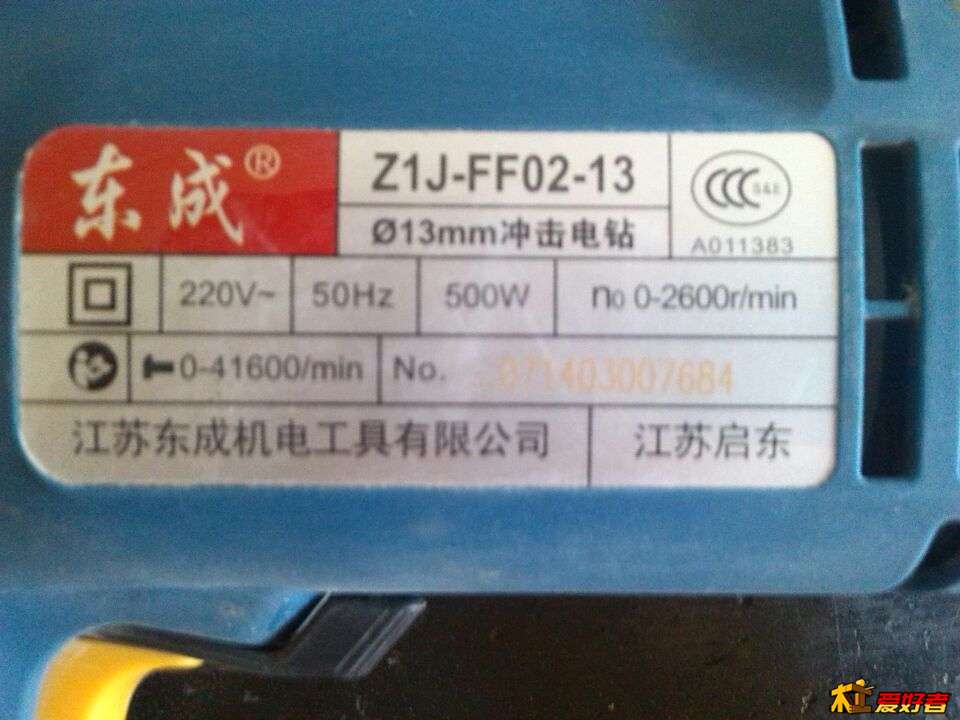 东成®
Z1J-FF02-13
Ø13mm冲击电钻
CCC S&E
A011383
220V~ 50Hz 500W n₀ 0-2600r/min
0-41600/min No. 071403007684
江苏东成机电工具有限公司 江苏启东
爱好者